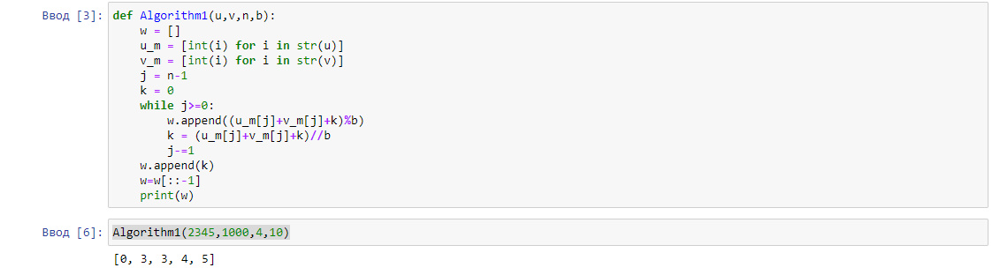 Ввод [3]: def Algorithm1(u,v,n,b):
    w = []
    u_m = [int(i) for i in str(u)]
    v_m = [int(i) for i in str(v)]
    j = n-1
    k = 0
    while j>=0:
        w.append((u_m[j]+v_m[j]+k)%b)
        k = (u_m[j]+v_m[j]+k)//b
        j-=1
    w.append(k)
    w=w[::-1]
    print(w)
Ввод [6]: Algorithm1(2345,1000,4,10)
[0, 3, 3, 4, 5]